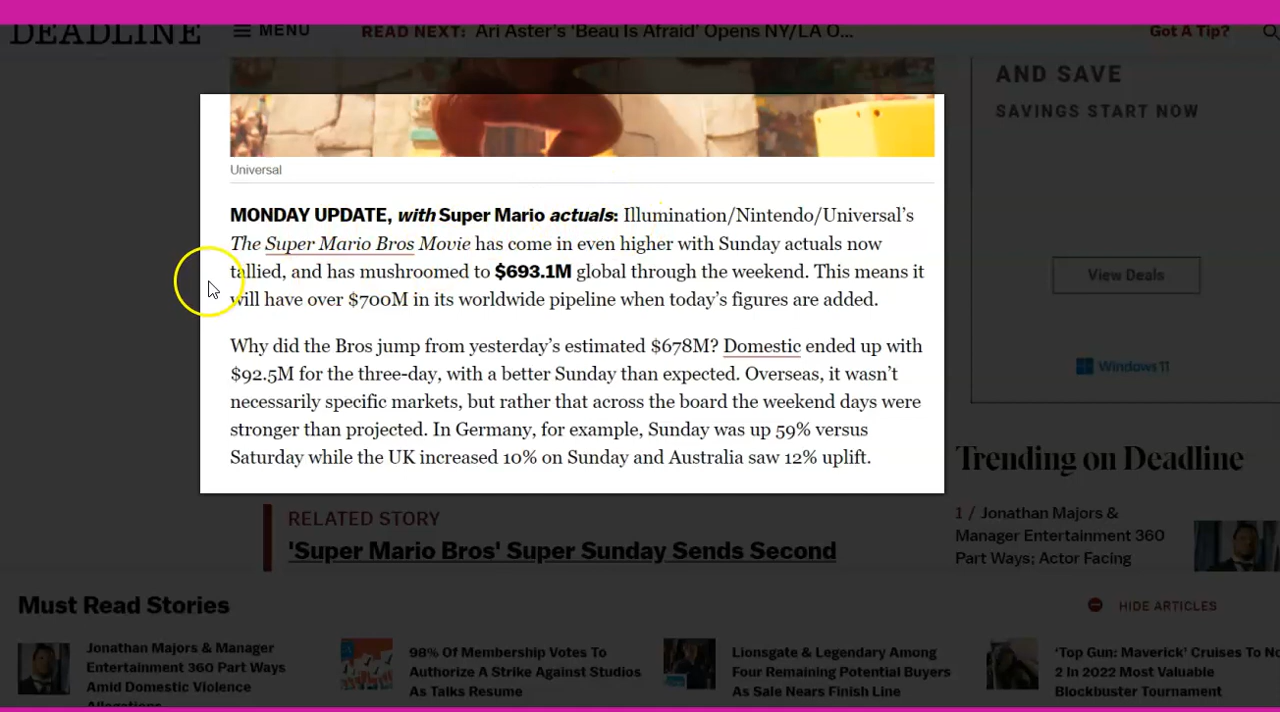 DEADLINE
MENU
READ NEXT: Ari Aster's 'Beau Is Afraid' Opens NY/LA O...
Got A Tip?
AND SAVE
SAVINGS START NOW
View Deals
Windows 11
Universal
MONDAY UPDATE, with Super Mario actuals: Illumination/Nintendo/Universal's
The Super Mario Bros Movie has come in even higher with Sunday actuals now
tallied, and has mushroomed to $693.1M global through the weekend. This means it
will have over $700M in its worldwide pipeline when today's figures are added.
Why did the Bros jump from yesterday's estimated $678M? Domestic ended up with
$92.5M for the three-day, with a better Sunday than expected. Overseas, it wasn't
necessarily specific markets, but rather that across the board the weekend days were
stronger than projected. In Germany, for example, Sunday was up 59% versus
Saturday while the UK increased 10% on Sunday and Australia saw 12% uplift.
RELATED STORY
'Super Mario Bros' Super Sunday Sends Second
Trending on Deadline
1 / Jonathan Majors &
Manager Entertainment 360
Part Ways; Actor Facing
Must Read Stories
HIDE ARTICLES
Jonathan Majors & Manager
Entertainment 360 Part Ways
Amid Domestic Violence
Allegations
98% Of Membership Votes To
Authorize A Strike Against Studios
As Talks Resume
Lionsgate & Legendary Among
Four Remaining Potential Buyers
As Sale Nears Finish Line
'Top Gun: Maverick' Cruises To No
2 In 2022 Most Valuable
Blockbuster Tournament